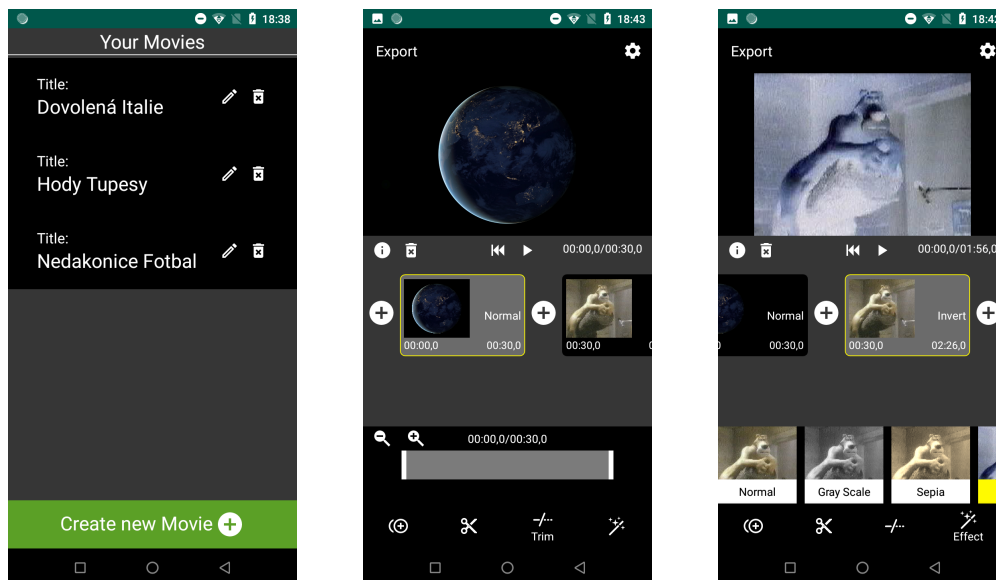 18:38
Your Movies
Title:
Dovolená Italie
Title:
Hody Tupesy
Title:
Nedakonice Fotbal
Create new Movie
18:43
Export
00:00,0/00:30,0
Normal
00:00,0 00:30,0
00:30,0
00:00,0/00:30,0
Trim
Export
00:00,0/01:56,0
Normal
00:30,0
Invert
00:30,0 02:26,0
Normal
Gray Scale
Sepia
Effect